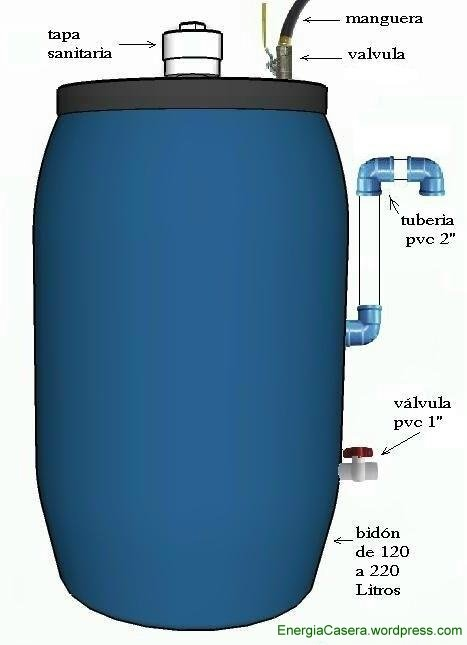 manguera
tapa
sanitaria
valvula
tuberia
pvc 2"
válvula
pvc 1"
bidón
de 120
a 220
Litros
EnergiaCasera.wordpress.com